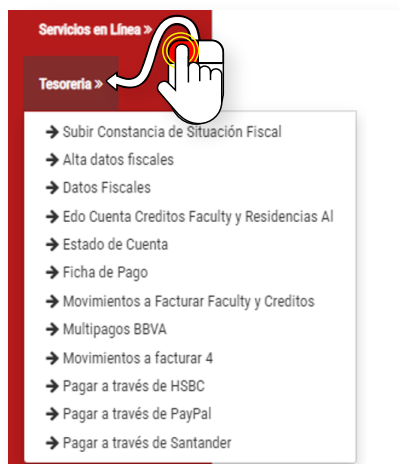 Servicios en Línea »
Tesoreria »
→ Subir Constancia de Situación Fiscal
→ Alta datos fiscales
→ Datos Fiscales
→ Edo Cuenta Creditos Faculty y Residencias Al
→ Estado de Cuenta
→ Ficha de Pago
→ Movimientos a Facturar Faculty y Creditos
→ Multipagos BBVA
→ Movimientos a facturar 4
→ Pagar a través de HSBC
→ Pagar a través de PayPal
→ Pagar a través de Santander